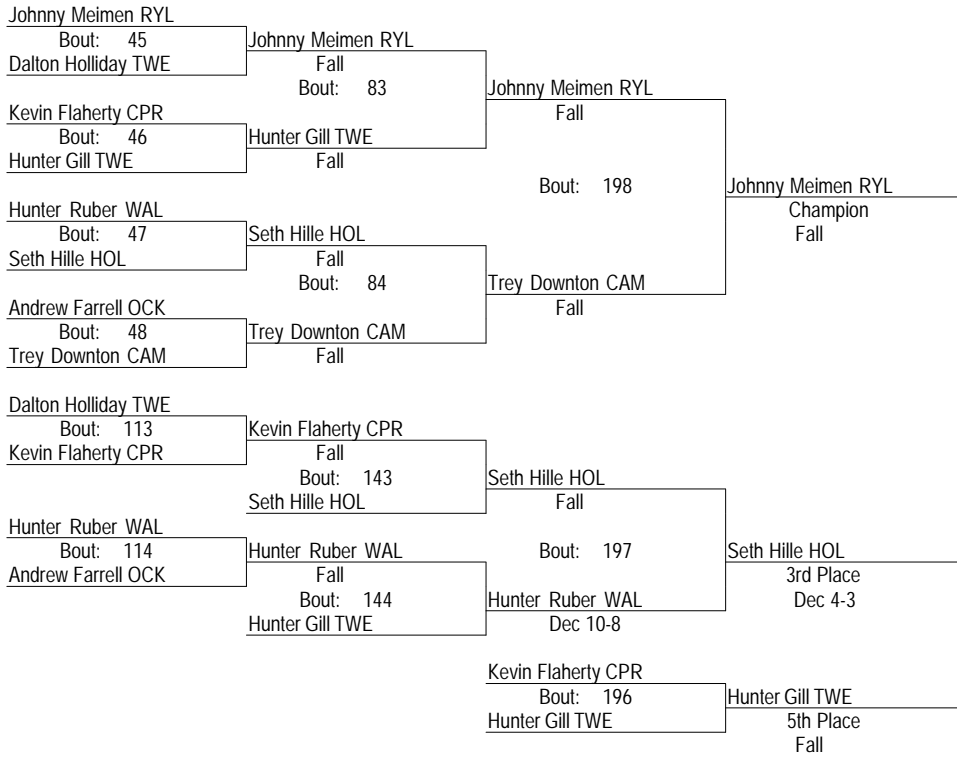 Johnny Meimen RYL
Bout: 45
Johnny Meimen RYL
Dalton Holliday TWE
Fall
Bout: 83
Johnny Meimen RYL
Kevin Flaherty CPR
Fall
Bout: 46
Hunter Gill TWE
Hunter Gill TWE
Fall
Bout: 198
Johnny Meimen RYL
Hunter Ruber WAL
Champion
Bout: 47
Seth Hille HOL
Fall
Seth Hille HOL
Fall
Bout: 84
Trey Downton CAM
Andrew Farrell OCK
Fall
Bout: 48
Trey Downton CAM
Trey Downton CAM
Fall
Dalton Holliday TWE
Bout: 113
Kevin Flaherty CPR
Kevin Flaherty CPR
Fall
Bout: 143
Seth Hille HOL
Seth Hille HOL
Fall
Hunter Ruber WAL
Bout: 114
Hunter Ruber WAL
Bout: 197
Seth Hille HOL
Andrew Farrell OCK
Fall
3rd Place
Bout: 144
Hunter Ruber WAL
Dec 4-3
Hunter Gill TWE
Dec 10-8
Kevin Flaherty CPR
Bout: 196
Hunter Gill TWE
Hunter Gill TWE
5th Place
Fall